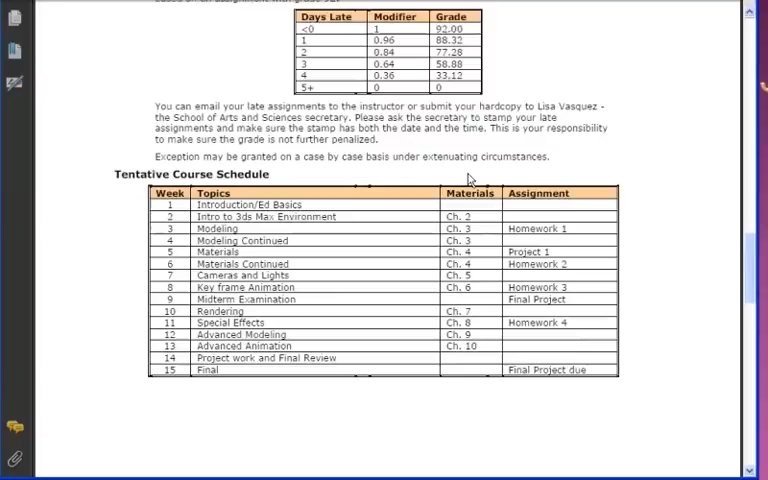 Days Late Modifier Grade
<0 1 92.00
1 0.96 88.32
2 0.84 77.28
3 0.64 58.88
4 0.36 33.12
5+ 0 0
You can email your late assignments to the instructor or submit your hardcopy to Lisa Vasquez -
the School of Arts and Sciences secretary. Please ask the secretary to stamp your late
assignments and make sure the stamp has both the date and the time. This is your responsibility
to make sure the grade is not further penalized.
Exception may be granted on a case by case basis under extenuating circumstances.
Tentative Course Schedule
Week Topics Materials Assignment
1 Introduction/Ed Basics
2 Intro to 3ds Max Environment Ch. 2
3 Modeling Ch. 3 Homework 1
4 Modeling Continued Ch. 3
5 Materials Ch. 4 Project 1
6 Materials Continued Ch. 4 Homework 2
7 Cameras and Lights Ch. 5
8 Key frame Animation Ch. 6 Homework 3
9 Midterm Examination Final Project
10 Rendering Ch. 7
11 Special Effects Ch. 8 Homework 4
12 Advanced Modeling Ch. 9
13 Advanced Animation Ch. 10
14 Project work and Final Review
15 Final Final Project due